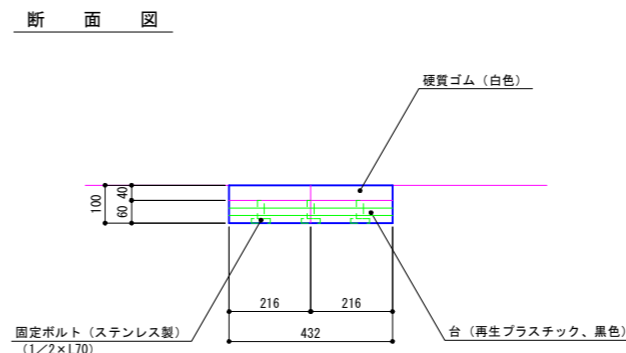 断 面 図
硬質ゴム（白色）
100
40
60
216
216
432
固定ボルト（ステンレス製）
（1／2×L70）
台（再生プラスチック、黒色）